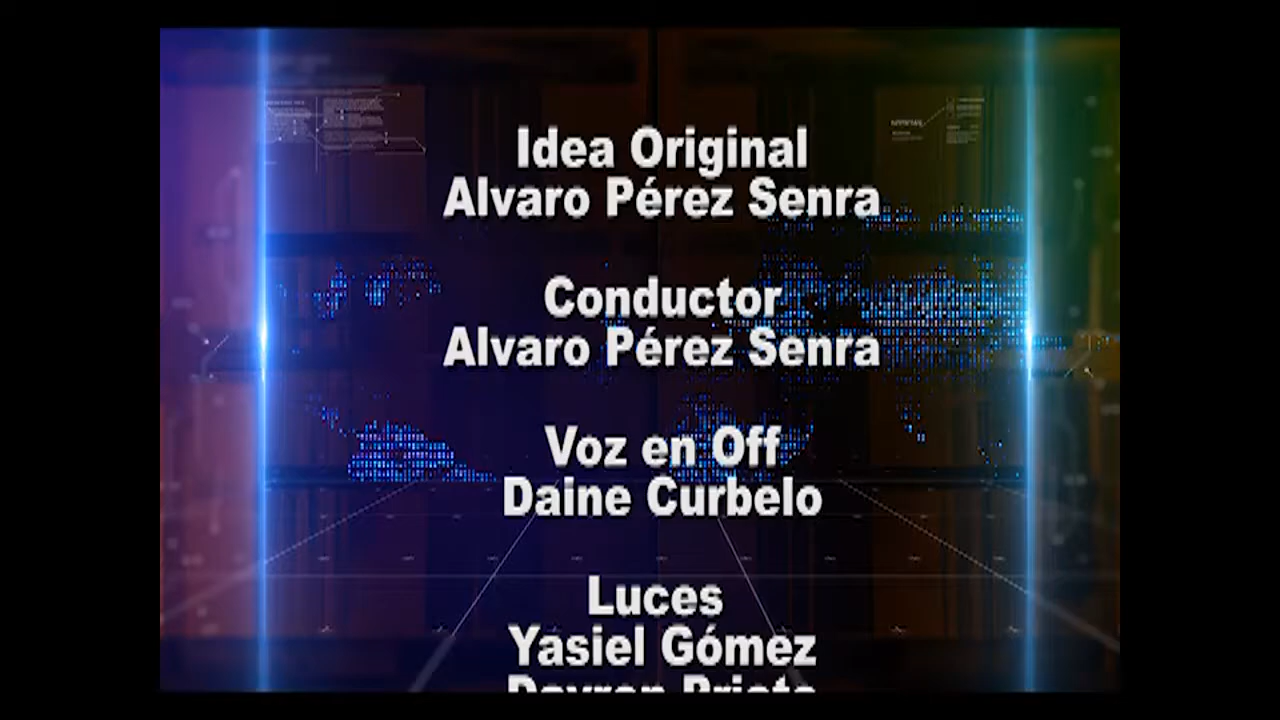 Idea Original
Alvaro Pérez Senra
Conductor
Alvaro Pérez Senra
Voz en Off
Daine Curbelo
Luces
Yasiel Gómez